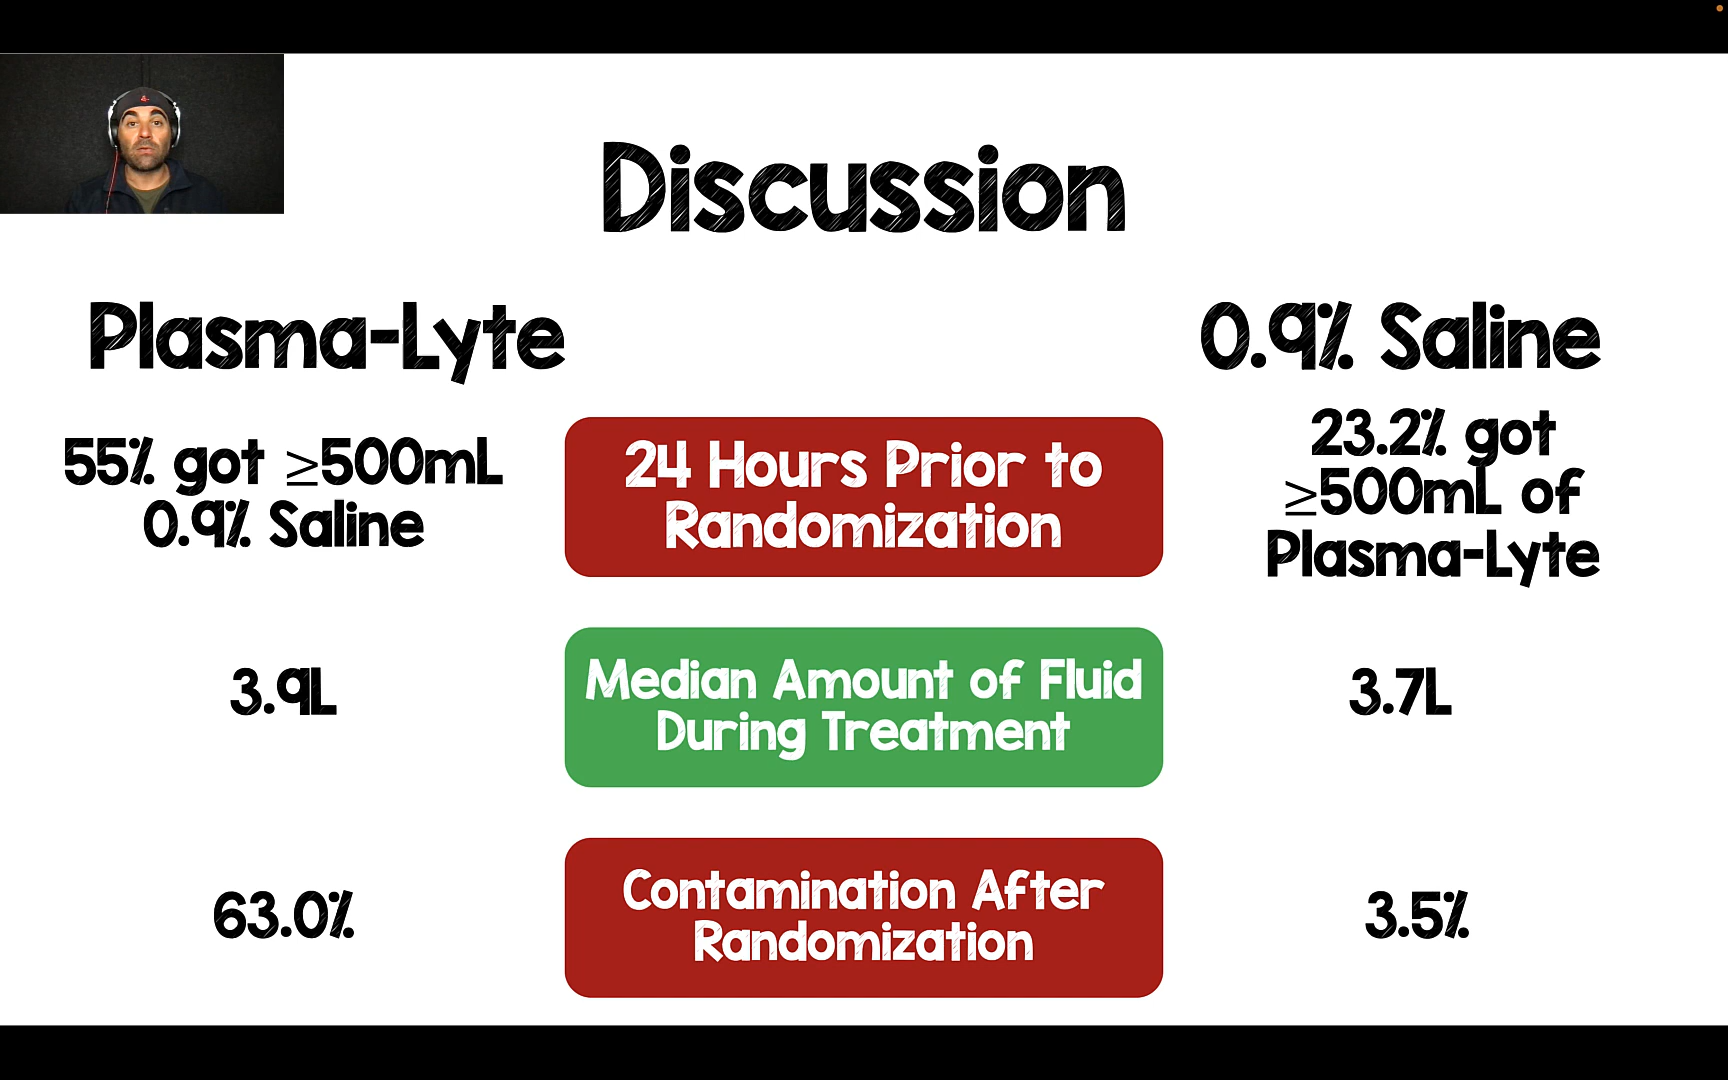 Discussion
Plasma-Lyte
0.9% Saline
55% got ≥500mL
0.9% Saline
24 Hours Prior to
Randomization
23.2% got
≥500mL of
Plasma-Lyte
3.9L
Median Amount of Fluid
During Treatment
3.7L
63.0%
Contamination After
Randomization
3.5%